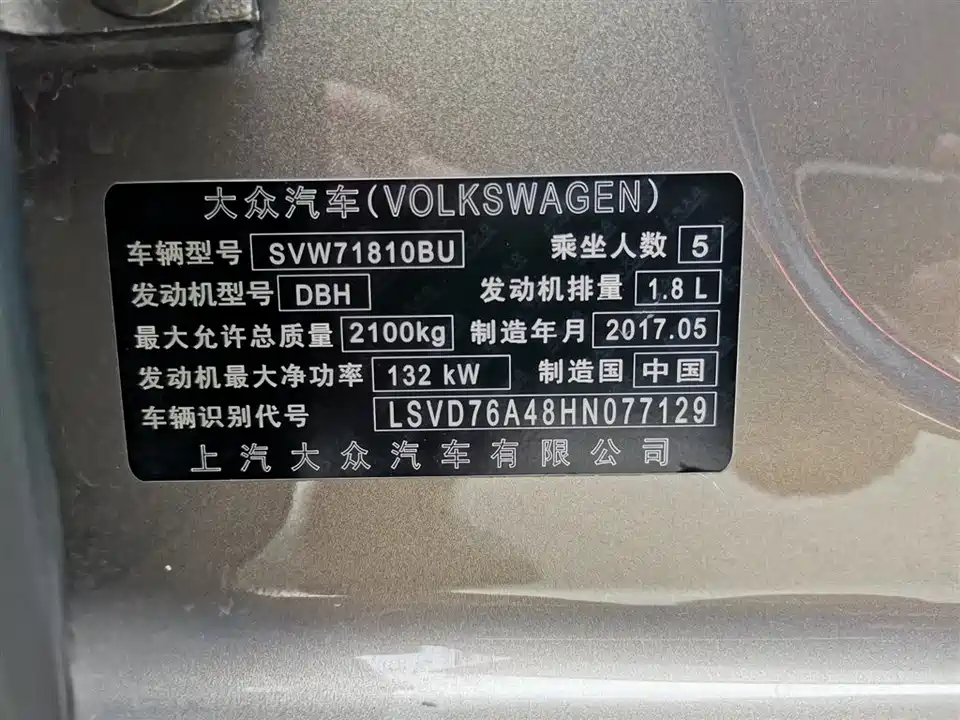 大众汽车(VOLKSWAGEN)
车辆型号 SVW71810BU 乘坐人数 5
发动机型号 DBH 发动机排量 1.8 L
最大允许总质量 2100kg 制造年月 2017.05
发动机最大净功率 132 kW 制造国 中国
车辆识别代号 LSVD76A48HN077129
上汽大众汽车有限公司